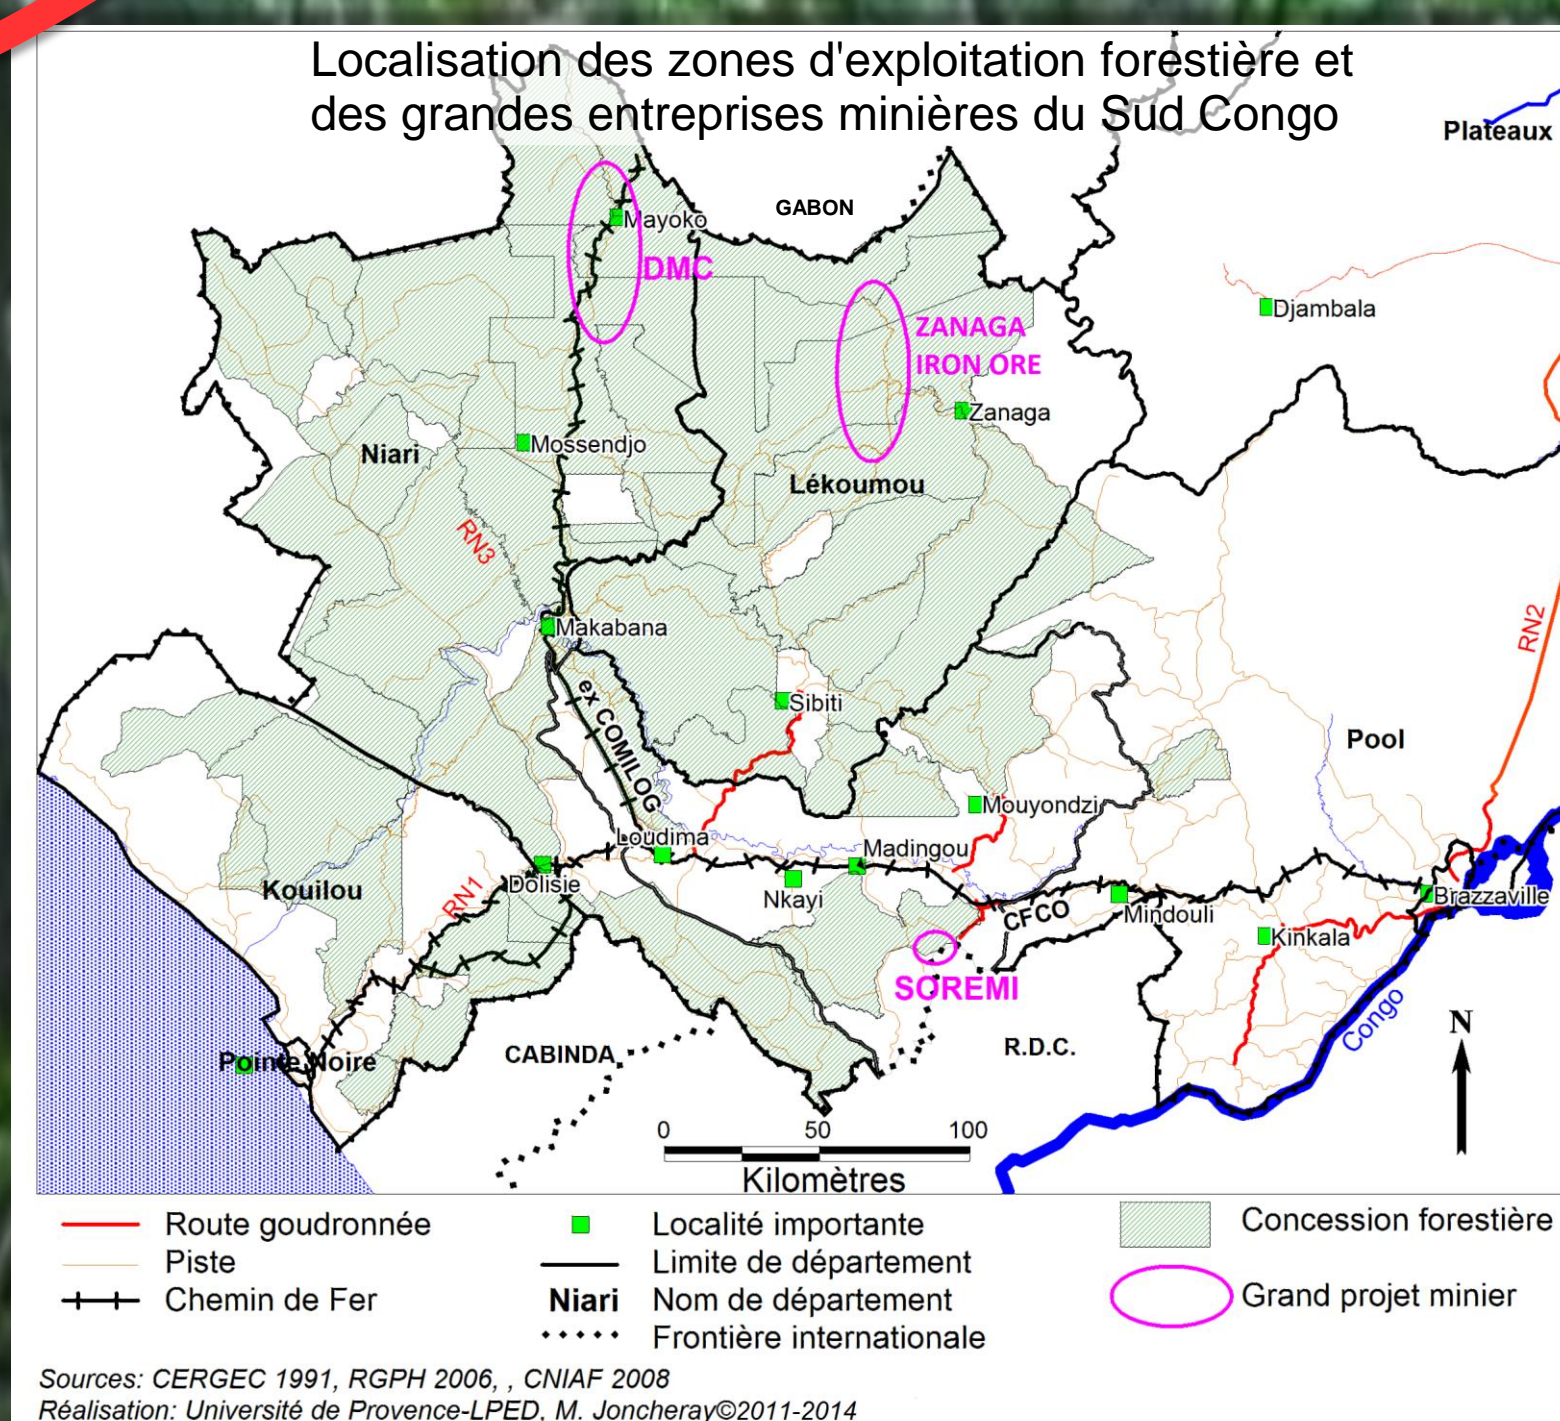 Localisation des zones d'exploitation forestière et
des grandes entreprises minières du Sud Congo
Plateaux
GABON
Mayoko
DMC
ZANAGA
IRON ORE
Djambala
Zanaga
Niari
Mossendjo
Lékoumou
RN3
RN2
Makabana
ex COMILOG
Sibiti
Pool
Mouyondzi
Loudima
Madingou
Kouilou
RN1
Dolisie
Nkayi
CFCO
Mindouli
Brazzaville
Kinkala
SOREMI
Congo
N
Pointe Noire
CABINDA
R.D.C.
0 50 100
Kilomètres
Route goudronnée
Piste
Chemin de Fer
Localité importante
Limite de département
Niari Nom de département
Frontière internationale
Concession forestière
Grand projet minier
Sources: CERGEC 1991, RGPH 2006, , CNIAF 2008
Réalisation: Université de Provence-LPED, M. Joncheray©2011-2014